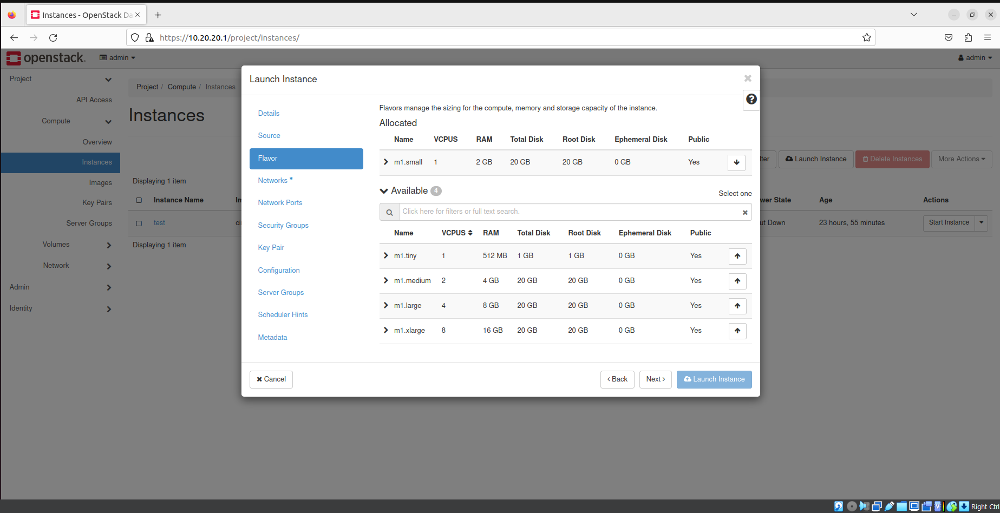 Instances - OpenStack Da
https://10.20.20.1/project/instances/
openstack.
admin
admin
Project
API Access
Compute
Overview
Instances
Images
Key Pairs
Server Groups
Volumes
Network
Admin
Identity
Project / Compute / Instances
Instances
Launch Instance
Delete Instances
More Actions
Displaying 1 item
Instance Name
Age
Actions
test
23 hours, 55 minutes
Start Instance
Displaying 1 item
Launch Instance
Details
Source
Flavor
Networks *
Network Ports
Security Groups
Key Pair
Configuration
Server Groups
Scheduler Hints
Metadata
Flavors manage the sizing for the compute, memory and storage capacity of the instance.
Allocated
Name VCPUS RAM Total Disk Root Disk Ephemeral Disk Public
m1.small 1 2 GB 20 GB 20 GB 0 GB Yes
Available 4
Select one
Click here for filters or full text search.
Name VCPUS RAM Total Disk Root Disk Ephemeral Disk Public
m1.tiny 1 512 MB 1 GB 1 GB 0 GB Yes
m1.medium 2 4 GB 20 GB 20 GB 0 GB Yes
m1.large 4 8 GB 20 GB 20 GB 0 GB Yes
m1.xlarge 8 16 GB 20 GB 20 GB 0 GB Yes
Cancel
Back
Next
Launch Instance
Right Ctrl